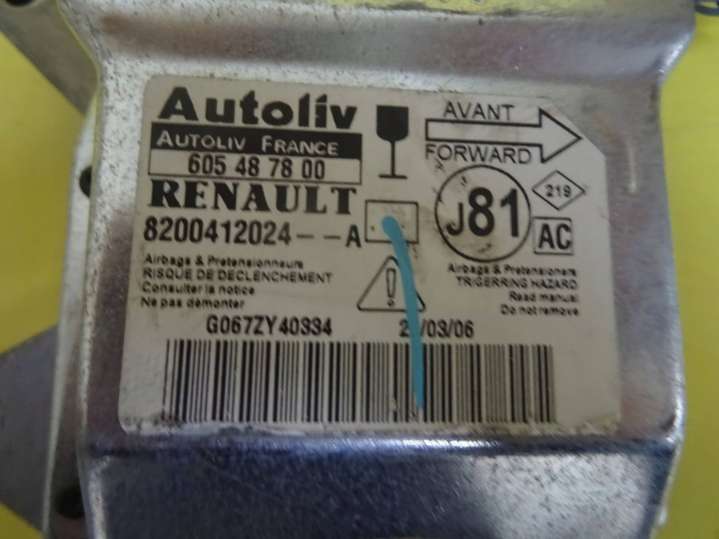 Autoliv
AUTOLIV FRANCE
605 48 78 00
RENAULT
8200412024--A
AVANT
FORWARD
J81
219
AC
Airbags & Pretensionneurs
RISQUE DE DECLENCHEMENT
Consulter la notice
Ne pas démonter
Airbags & Pretensioners
TRIGERRING HAZARD
Read manual
Do not remove
G067ZY40334
/03/06